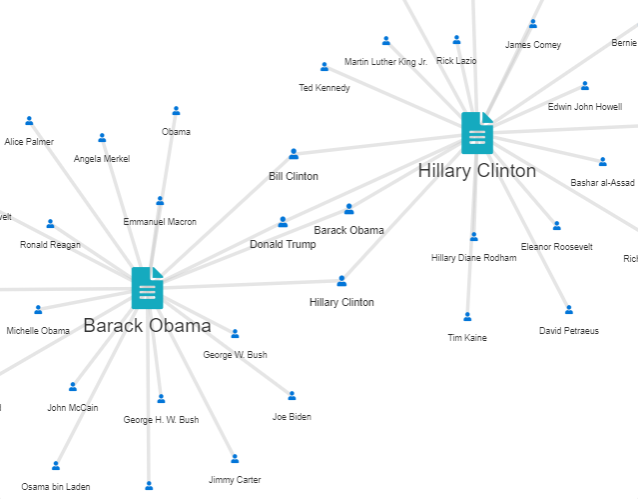 James Comey
Bernie
Martin Luther King Jr.
Rick Lazio
Ted Kennedy
Edwin John Howell
Obama
Alice Palmer
Angela Merkel
Hillary Clinton
Bill Clinton
Bashar al-Assad
Emmanuel Macron
Barack Obama
Ronald Reagan
Donald Trump
Eleanor Roosevelt
Hillary Diane Rodham
Hillary Clinton
Barack Obama
Michelle Obama
Tim Kaine
David Petraeus
George W. Bush
John McCain
George H. W. Bush
Joe Biden
Jimmy Carter
Osama bin Laden